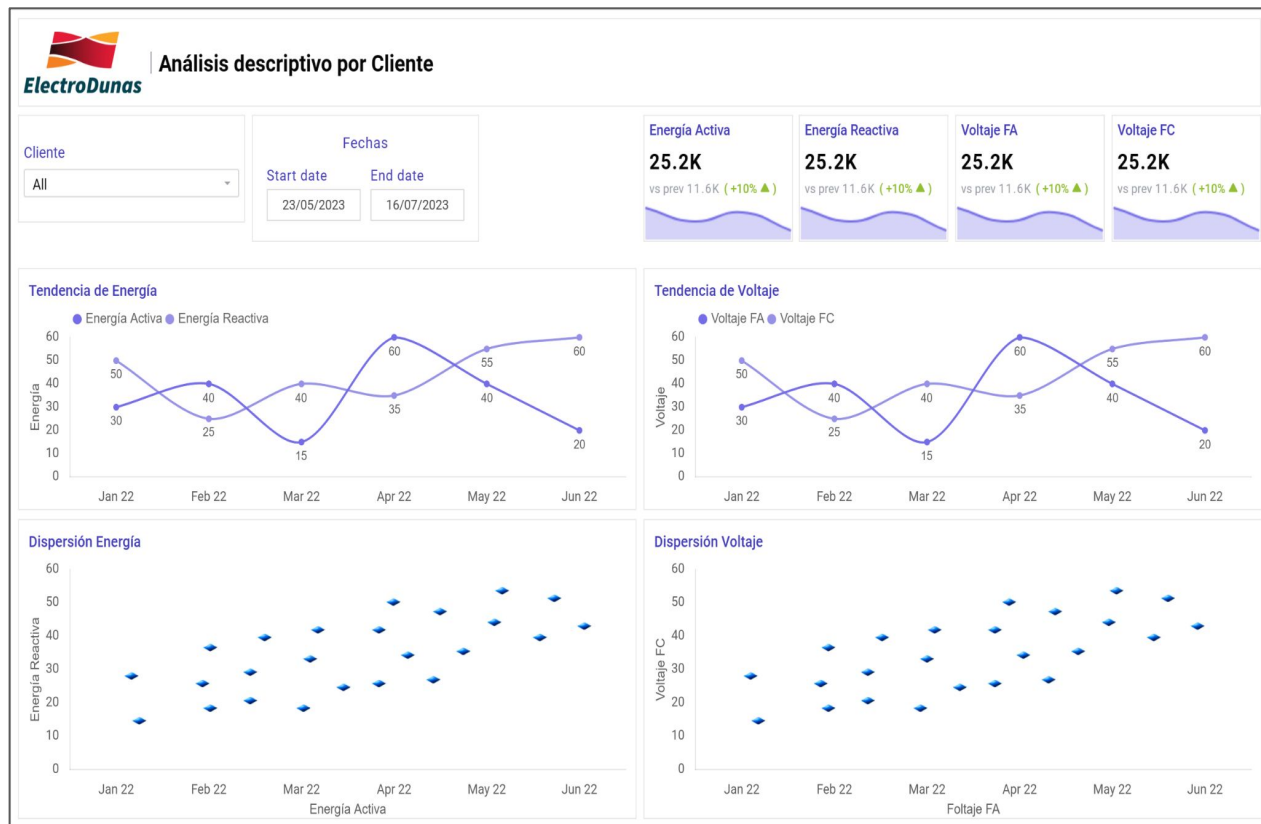 ElectroDunas
Análisis descriptivo por Cliente
Cliente
All
Fechas
Start date End date
23/05/2023 16/07/2023
Energía Activa
25.2K
vs prev 11.6K (+10% ▲)
Energía Reactiva
25.2K
vs prev 11.6K (+10% ▲)
Voltaje FA
25.2K
vs prev 11.6K (+10% ▲)
Voltaje FC
25.2K
vs prev 11.6K (+10% ▲)
Tendencia de Energía
Energía Activa Energía Reactiva
Energía
60
50
40
30
20
10
0
50
30
40
25
40
15
60
35
55
40
60
20
Jan 22 Feb 22 Mar 22 Apr 22 May 22 Jun 22
Tendencia de Voltaje
Voltaje FA Voltaje FC
Voltaje
60
50
40
30
20
10
0
50
30
40
25
40
15
60
35
55
40
60
20
Jan 22 Feb 22 Mar 22 Apr 22 May 22 Jun 22
Dispersión Energía
Energía Reactiva
60
50
40
30
20
10
0
Jan 22 Feb 22 Mar 22 Apr 22 May 22 Jun 22
Energía Activa
Dispersión Voltaje
Voltaje FC
60
50
40
30
20
10
0
Jan 22 Feb 22 Mar 22 Apr 22 May 22 Jun 22
Foltaje FA